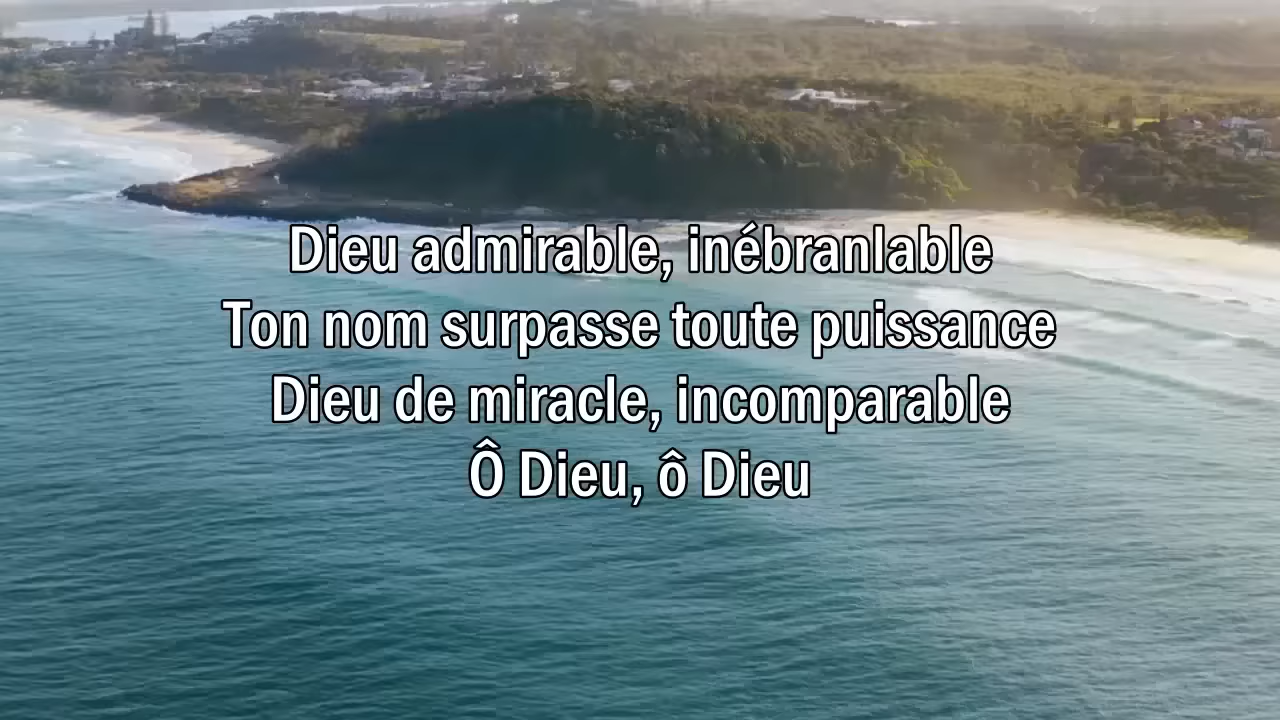 Dieu admirable, inébranlable
Ton nom surpasse toute puissance
Dieu de miracle, incomparable
Ô Dieu, ô Dieu